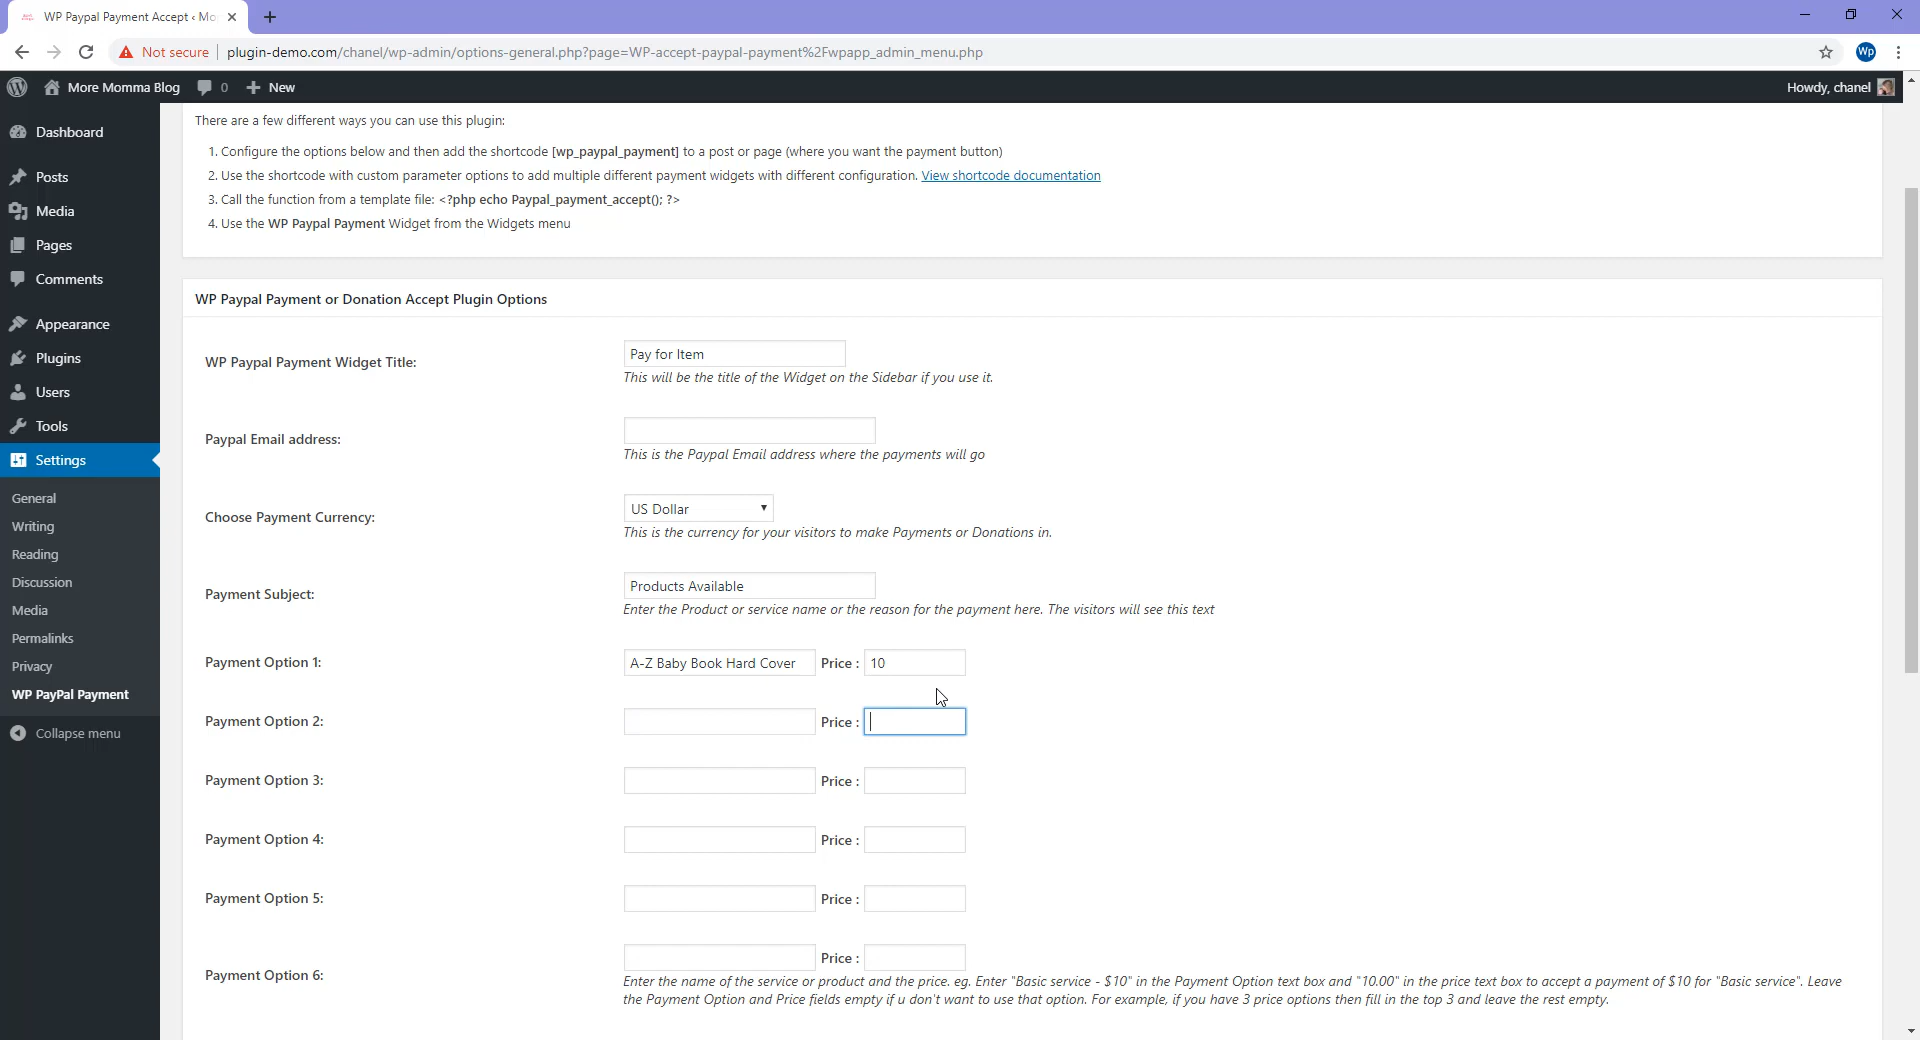 WP Paypal Payment Accept ‹ Mo
Not secure
plugin-demo.com/chanel/wp-admin/options-general.php?page=WP-accept-paypal-payment%2Fwpapp_admin_menu.php
Wp
More Momma Blog
0
New
Howdy, chanel
Dashboard
Posts
Media
Pages
Comments
Appearance
Plugins
Users
Tools
Settings
General
Writing
Reading
Discussion
Media
Permalinks
Privacy
WP PayPal Payment
Collapse menu
There are a few different ways you can use this plugin:
1. Configure the options below and then add the shortcode [wp_paypal_payment] to a post or page (where you want the payment button)
2. Use the shortcode with custom parameter options to add multiple different payment widgets with different configuration. View shortcode documentation
3. Call the function from a template file: <?php echo Paypal_payment_accept(); ?>
4. Use the WP Paypal Payment Widget from the Widgets menu
WP Paypal Payment or Donation Accept Plugin Options
WP Paypal Payment Widget Title:
Pay for Item
This will be the title of the Widget on the Sidebar if you use it.
Paypal Email address:
This is the Paypal Email address where the payments will go
Choose Payment Currency:
US Dollar
This is the currency for your visitors to make Payments or Donations in.
Payment Subject:
Products Available
Enter the Product or service name or the reason for the payment here. The visitors will see this text
Payment Option 1:
A-Z Baby Book Hard Cover Price : 10
Payment Option 2:
Price :
Payment Option 3:
Price :
Payment Option 4:
Price :
Payment Option 5:
Price :
Payment Option 6:
Price :
Enter the name of the service or product and the price. eg. Enter "Basic service - $10" in the Payment Option text box and "10.00" in the price text box to accept a payment of $10 for "Basic service". Leave
the Payment Option and Price fields empty if u don't want to use that option. For example, if you have 3 price options then fill in the top 3 and leave the rest empty.